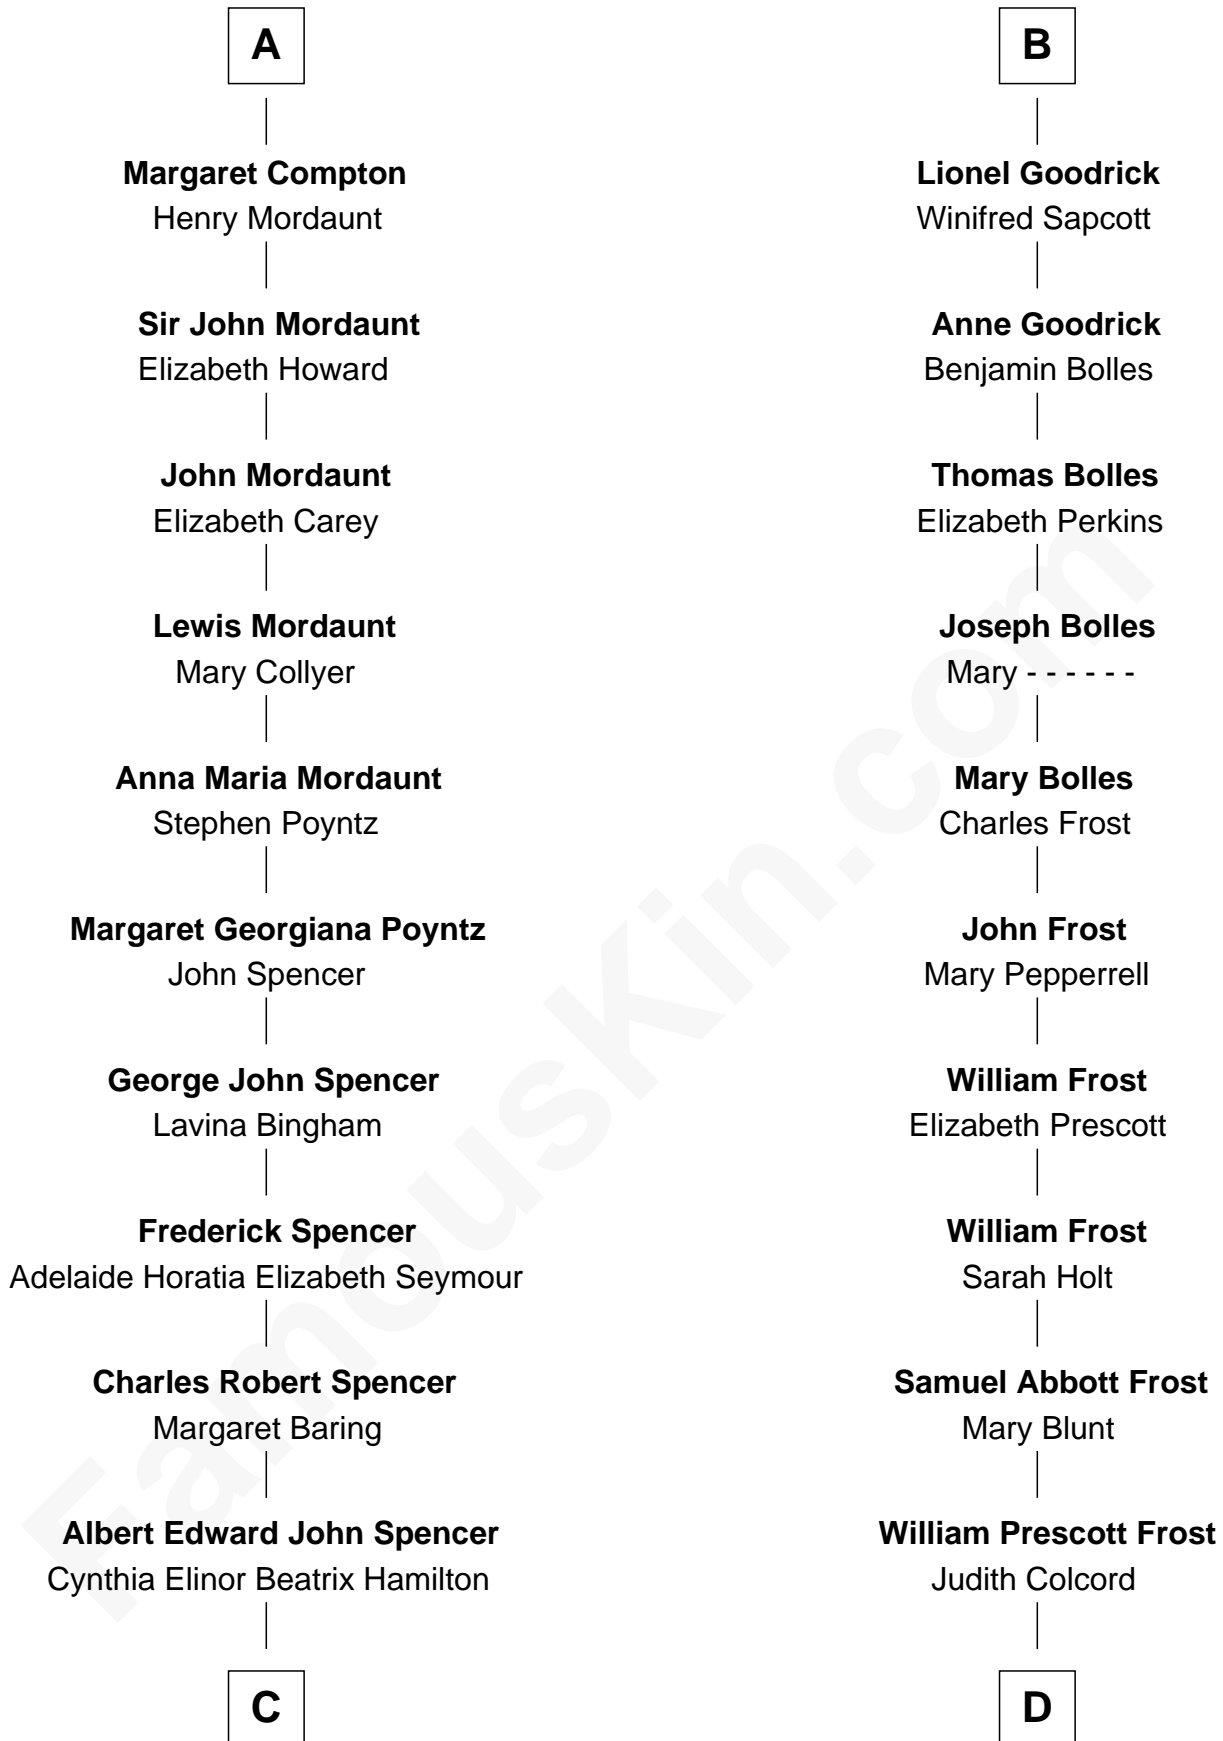 A
Margaret Compton
Henry Mordaunt
Sir John Mordaunt
Elizabeth Howard
John Mordaunt
Elizabeth Carey
Lewis Mordaunt
Mary Collyer
Anna Maria Mordaunt
Stephen Poyntz
Margaret Georgiana Poyntz
John Spencer
George John Spencer
Lavina Bingham
Frederick Spencer
Adelaide Horatia Elizabeth Seymour
Charles Robert Spencer
Margaret Baring
Albert Edward John Spencer
Cynthia Elinor Beatrix Hamilton
C
B
Lionel Goodrick
Winifred Sapcott
Anne Goodrick
Benjamin Bolles
Thomas Bolles
Elizabeth Perkins
Joseph Bolles
Mary - - - - - -
Mary Bolles
Charles Frost
John Frost
Mary Pepperrell
William Frost
Elizabeth Prescott
William Frost
Sarah Holt
Samuel Abbott Frost
Mary Blunt
William Prescott Frost
Judith Colcord
D
FamousKin.com